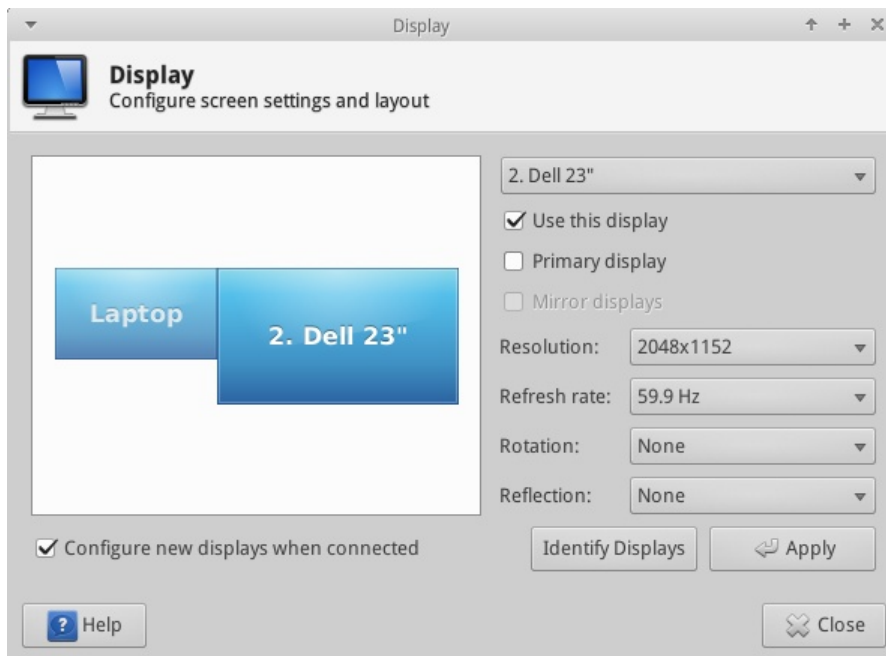 Display
Display
Configure screen settings and layout
Laptop
2. Dell 23"
2. Dell 23"
Use this display
Primary display
Mirror displays
Resolution: 2048x1152
Refresh rate: 59.9 Hz
Rotation: None
Reflection: None
Configure new displays when connected
Identify Displays
Apply
? Help
Close